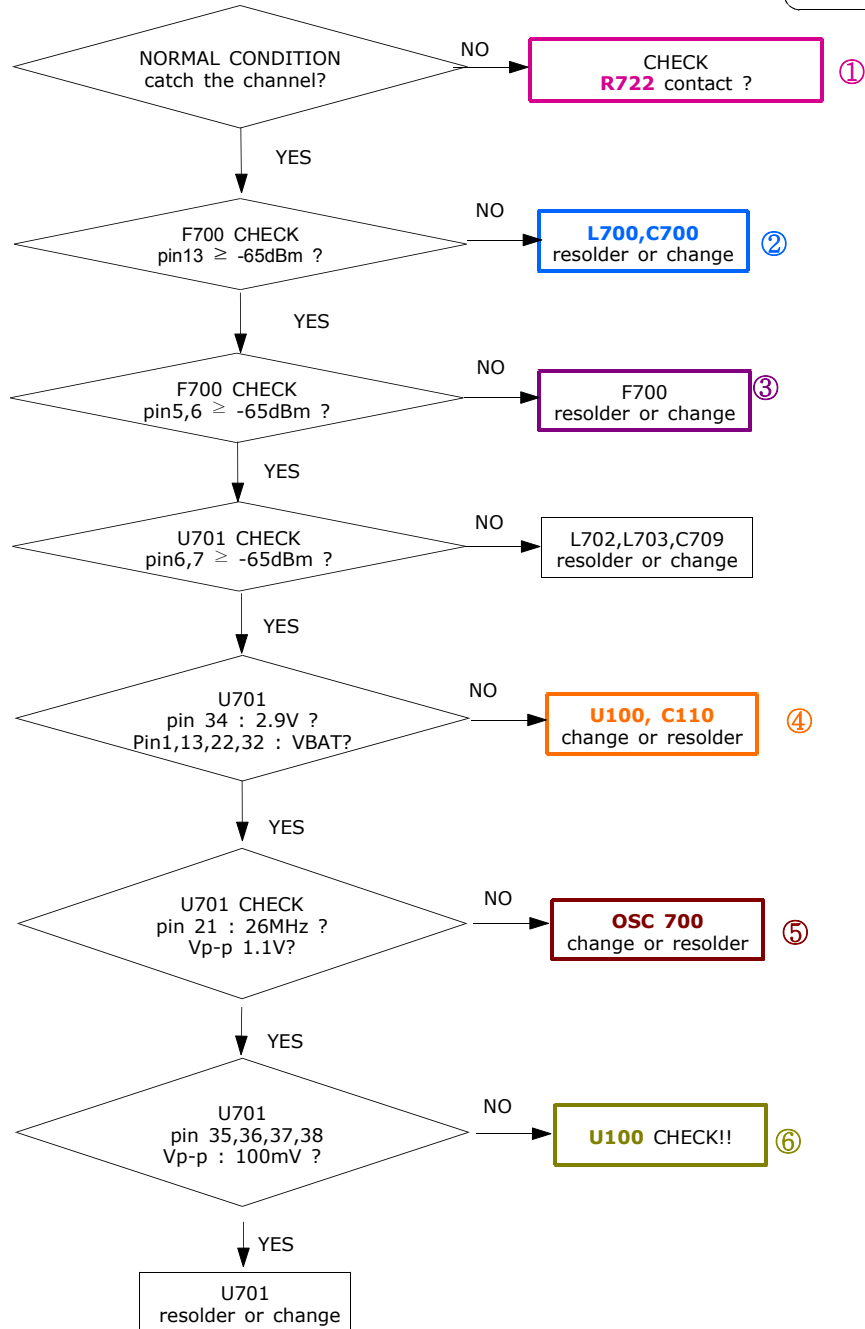 NORMAL CONDITION
catch the channel?
NO
CHECK
R722 contact ?
①
YES
F700 CHECK
pin13 ≥ -65dBm ?
NO
L700,C700
resolder or change
②
YES
F700 CHECK
pin5,6 ≥ -65dBm ?
NO
F700
resolder or change
③
YES
U701 CHECK
pin6,7 ≥ -65dBm ?
NO
L702,L703,C709
resolder or change
YES
U701
pin 34 : 2.9V ?
Pin1,13,22,32 : VBAT?
NO
U100, C110
change or resolder
④
YES
U701 CHECK
pin 21 : 26MHz ?
Vp-p 1.1V?
NO
OSC 700
change or resolder
⑤
YES
U701
pin 35,36,37,38
Vp-p : 100mV ?
NO
U100 CHECK!!
⑥
YES
U701
resolder or change